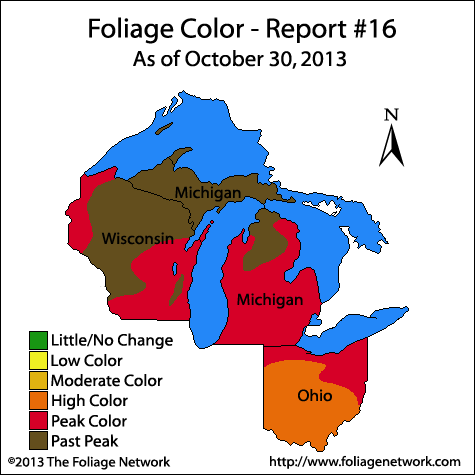 Foliage Color - Report #16
As of October 30, 2013
N
Michigan
Wisconsin
Michigan
Ohio
Little/No Change
Low Color
Moderate Color
High Color
Peak Color
Past Peak
©2013 The Foliage Network
http://www.foliagenetwork.com